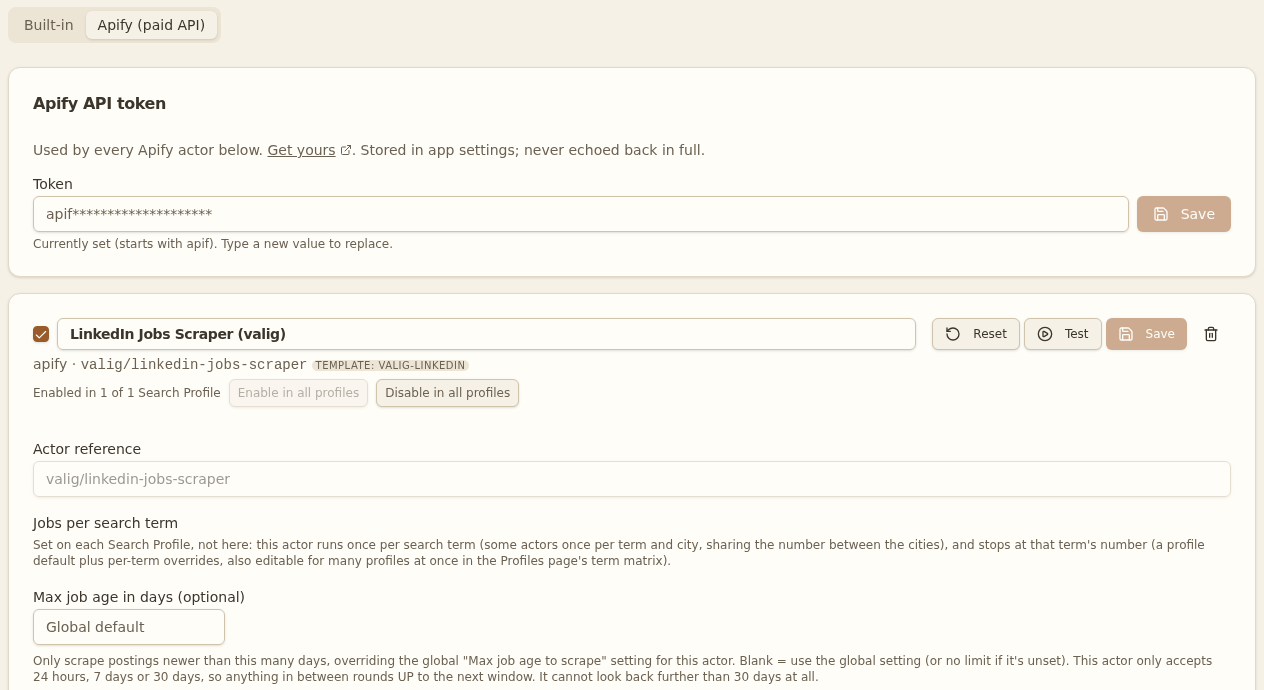 Built-in
Apify (paid API)
Apify API token
Used by every Apify actor below. Get yours. Stored in app settings; never echoed back in full.
Token
apif********************
Save
Currently set (starts with apif). Type a new value to replace.
LinkedIn Jobs Scraper (valig)
Reset
Test
Save
apify · valig/linkedin-jobs-scraper TEMPLATE: VALIG-LINKEDIN
Enabled in 1 of 1 Search Profile
Enable in all profiles
Disable in all profiles
Actor reference
valig/linkedin-jobs-scraper
Jobs per search term
Set on each Search Profile, not here: this actor runs once per search term (some actors once per term and city, sharing the number between the cities), and stops at that term's number (a profile
default plus per-term overrides, also editable for many profiles at once in the Profiles page's term matrix).
Max job age in days (optional)
Global default
Only scrape postings newer than this many days, overriding the global "Max job age to scrape" setting for this actor. Blank = use the global setting (or no limit if it's unset). This actor only accepts
24 hours, 7 days or 30 days, so anything in between rounds UP to the next window. It cannot look back further than 30 days at all.